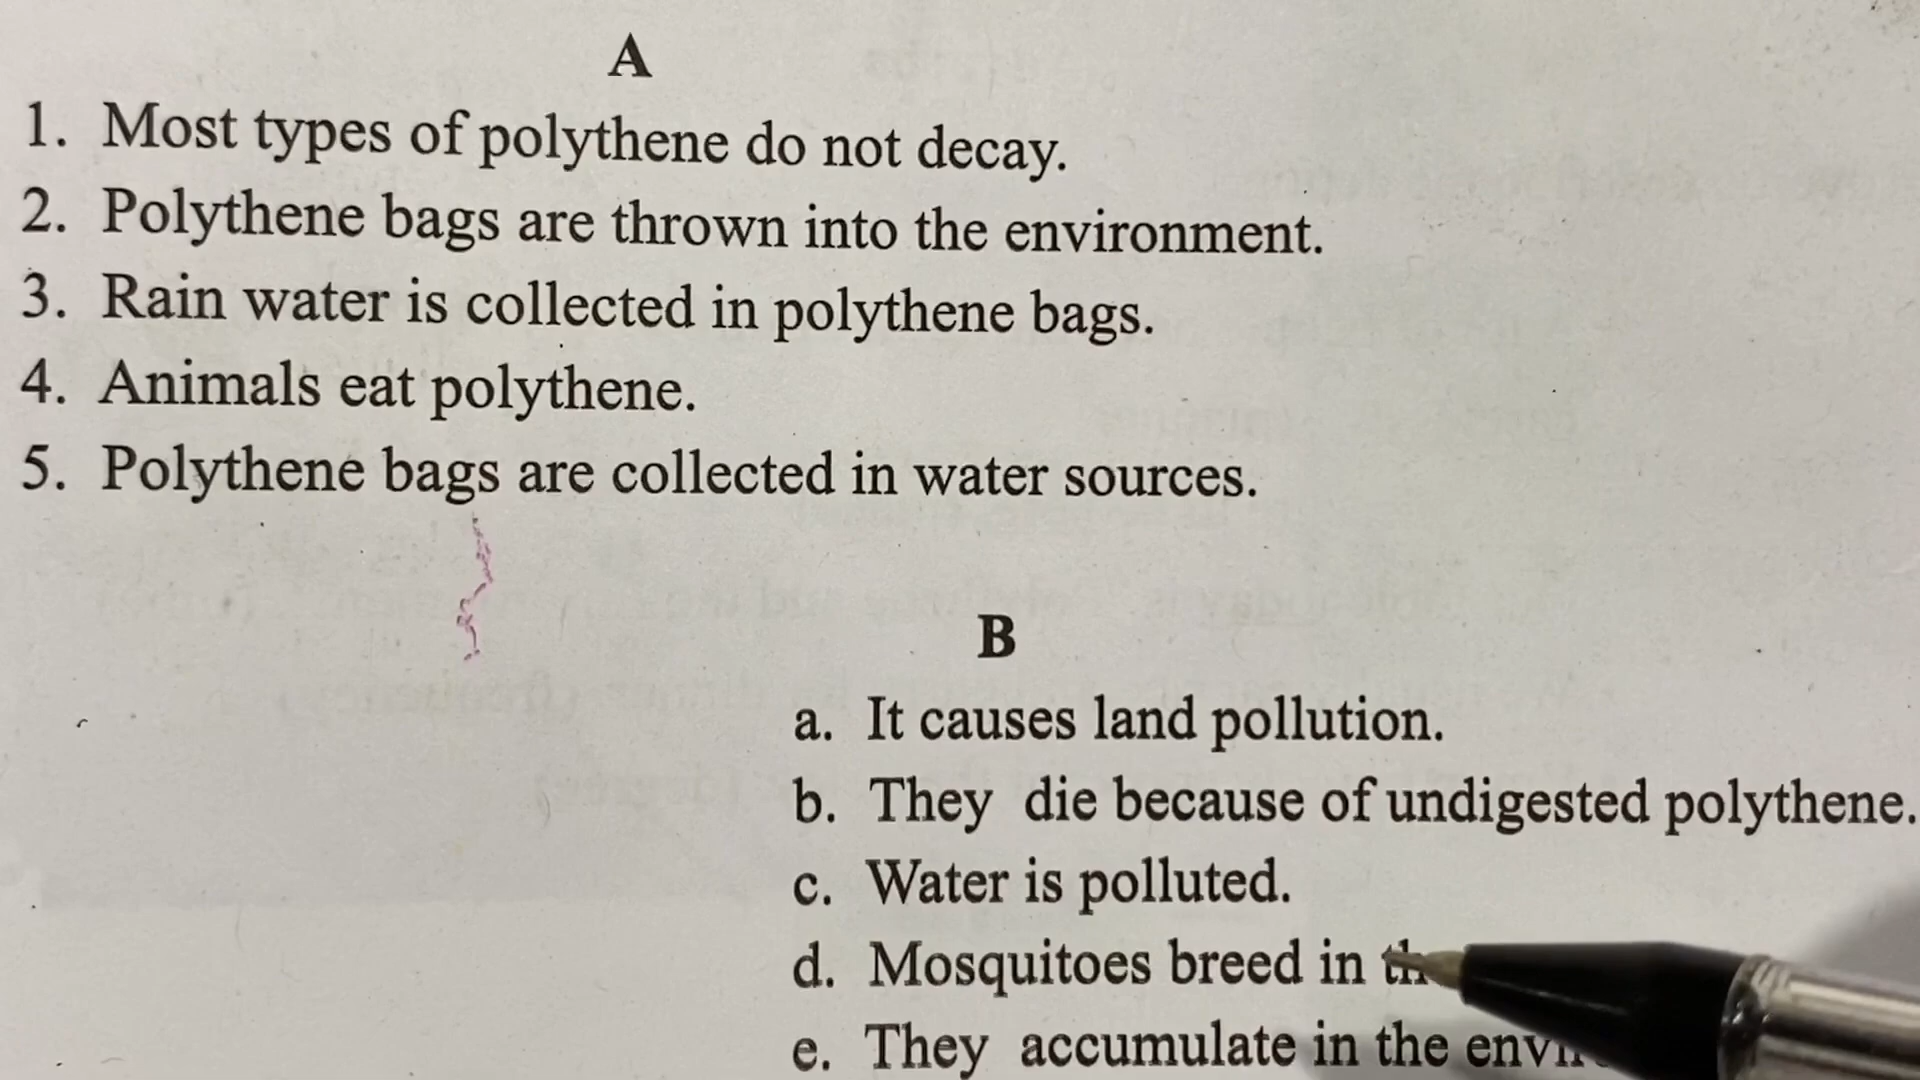 A
1. Most types of polythene do not decay.
2. Polythene bags are thrown into the environment.
3. Rain water is collected in polythene bags.
4. Animals eat polythene.
5. Polythene bags are collected in water sources.
B
a. It causes land pollution.
b. They die because of undigested polythene.
c. Water is polluted.
d. Mosquitoes breed in
e. They accumulate in the